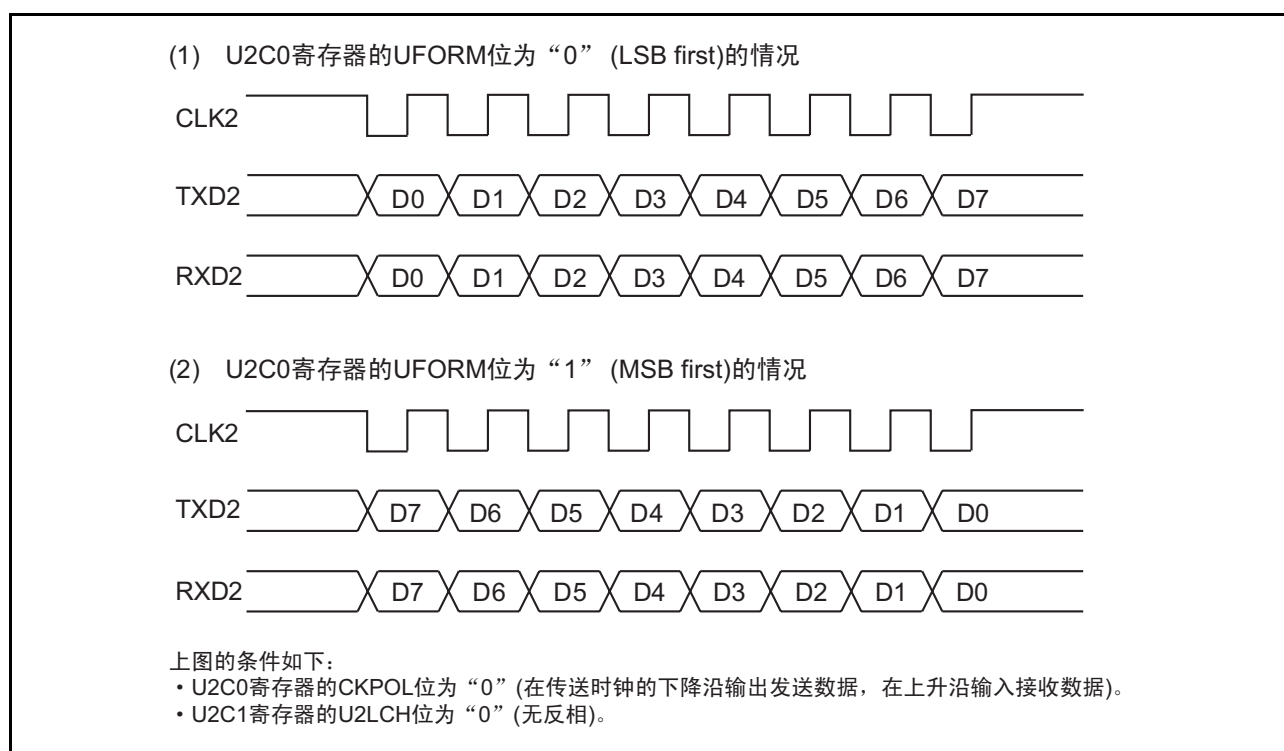 (1) U2C0寄存器的UFORM位为“0” (LSB first)的情况
CLK2
TXD2 D0 D1 D2 D3 D4 D5 D6 D7
RXD2 D0 D1 D2 D3 D4 D5 D6 D7
(2) U2C0寄存器的UFORM位为“1” (MSB first)的情况
CLK2
TXD2 D7 D6 D5 D4 D3 D2 D1 D0
RXD2 D7 D6 D5 D4 D3 D2 D1 D0
上图的条件如下：
・U2C0寄存器的CKPOL位为“0”(在传送时钟的下降沿输出发送数据，在上升沿输入接收数据)。
・U2C1寄存器的U2LCH位为“0”(无反相)。